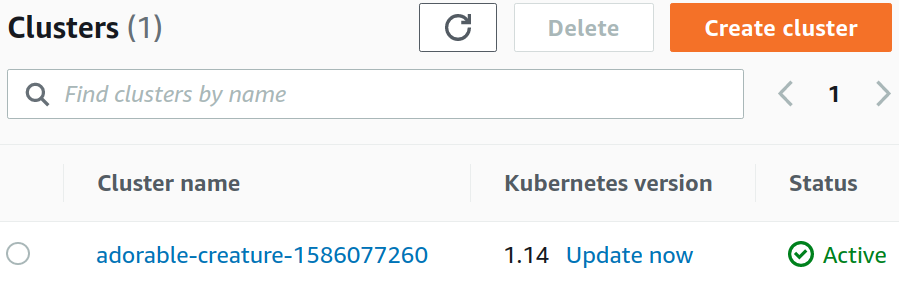 Clusters (1)
Delete
Create cluster
Find clusters by name
1
Cluster name
Kubernetes version
Status
adorable-creature-1586077260
1.14 Update now
Active